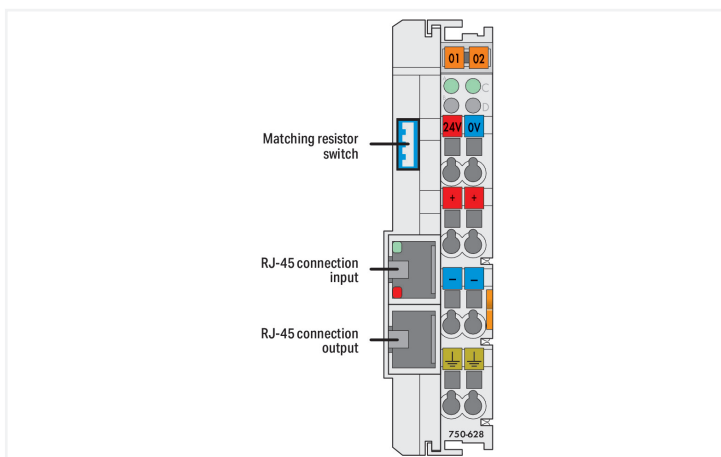 01 02
C
D
24V 0V
Matching resistor
switch
+ +
RJ-45 connection
input
− −
RJ-45 connection
output
750-628